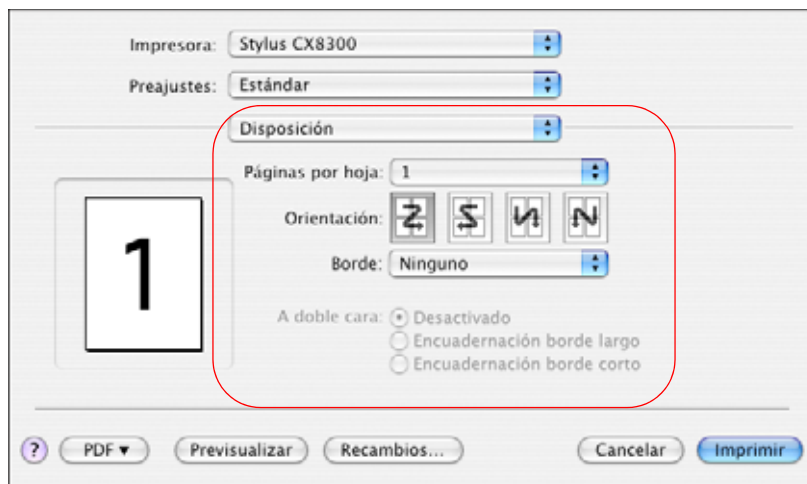 Impresora: Stylus CX8300
Preajustes: Estándar
Disposición
Páginas por hoja: 1
Orientación:
Borde: Ninguno
1
A doble cara: Desactivado
Encuadernación borde largo
Encuadernación borde corto
? PDF Previsualizar Recambios... Cancelar Imprimir